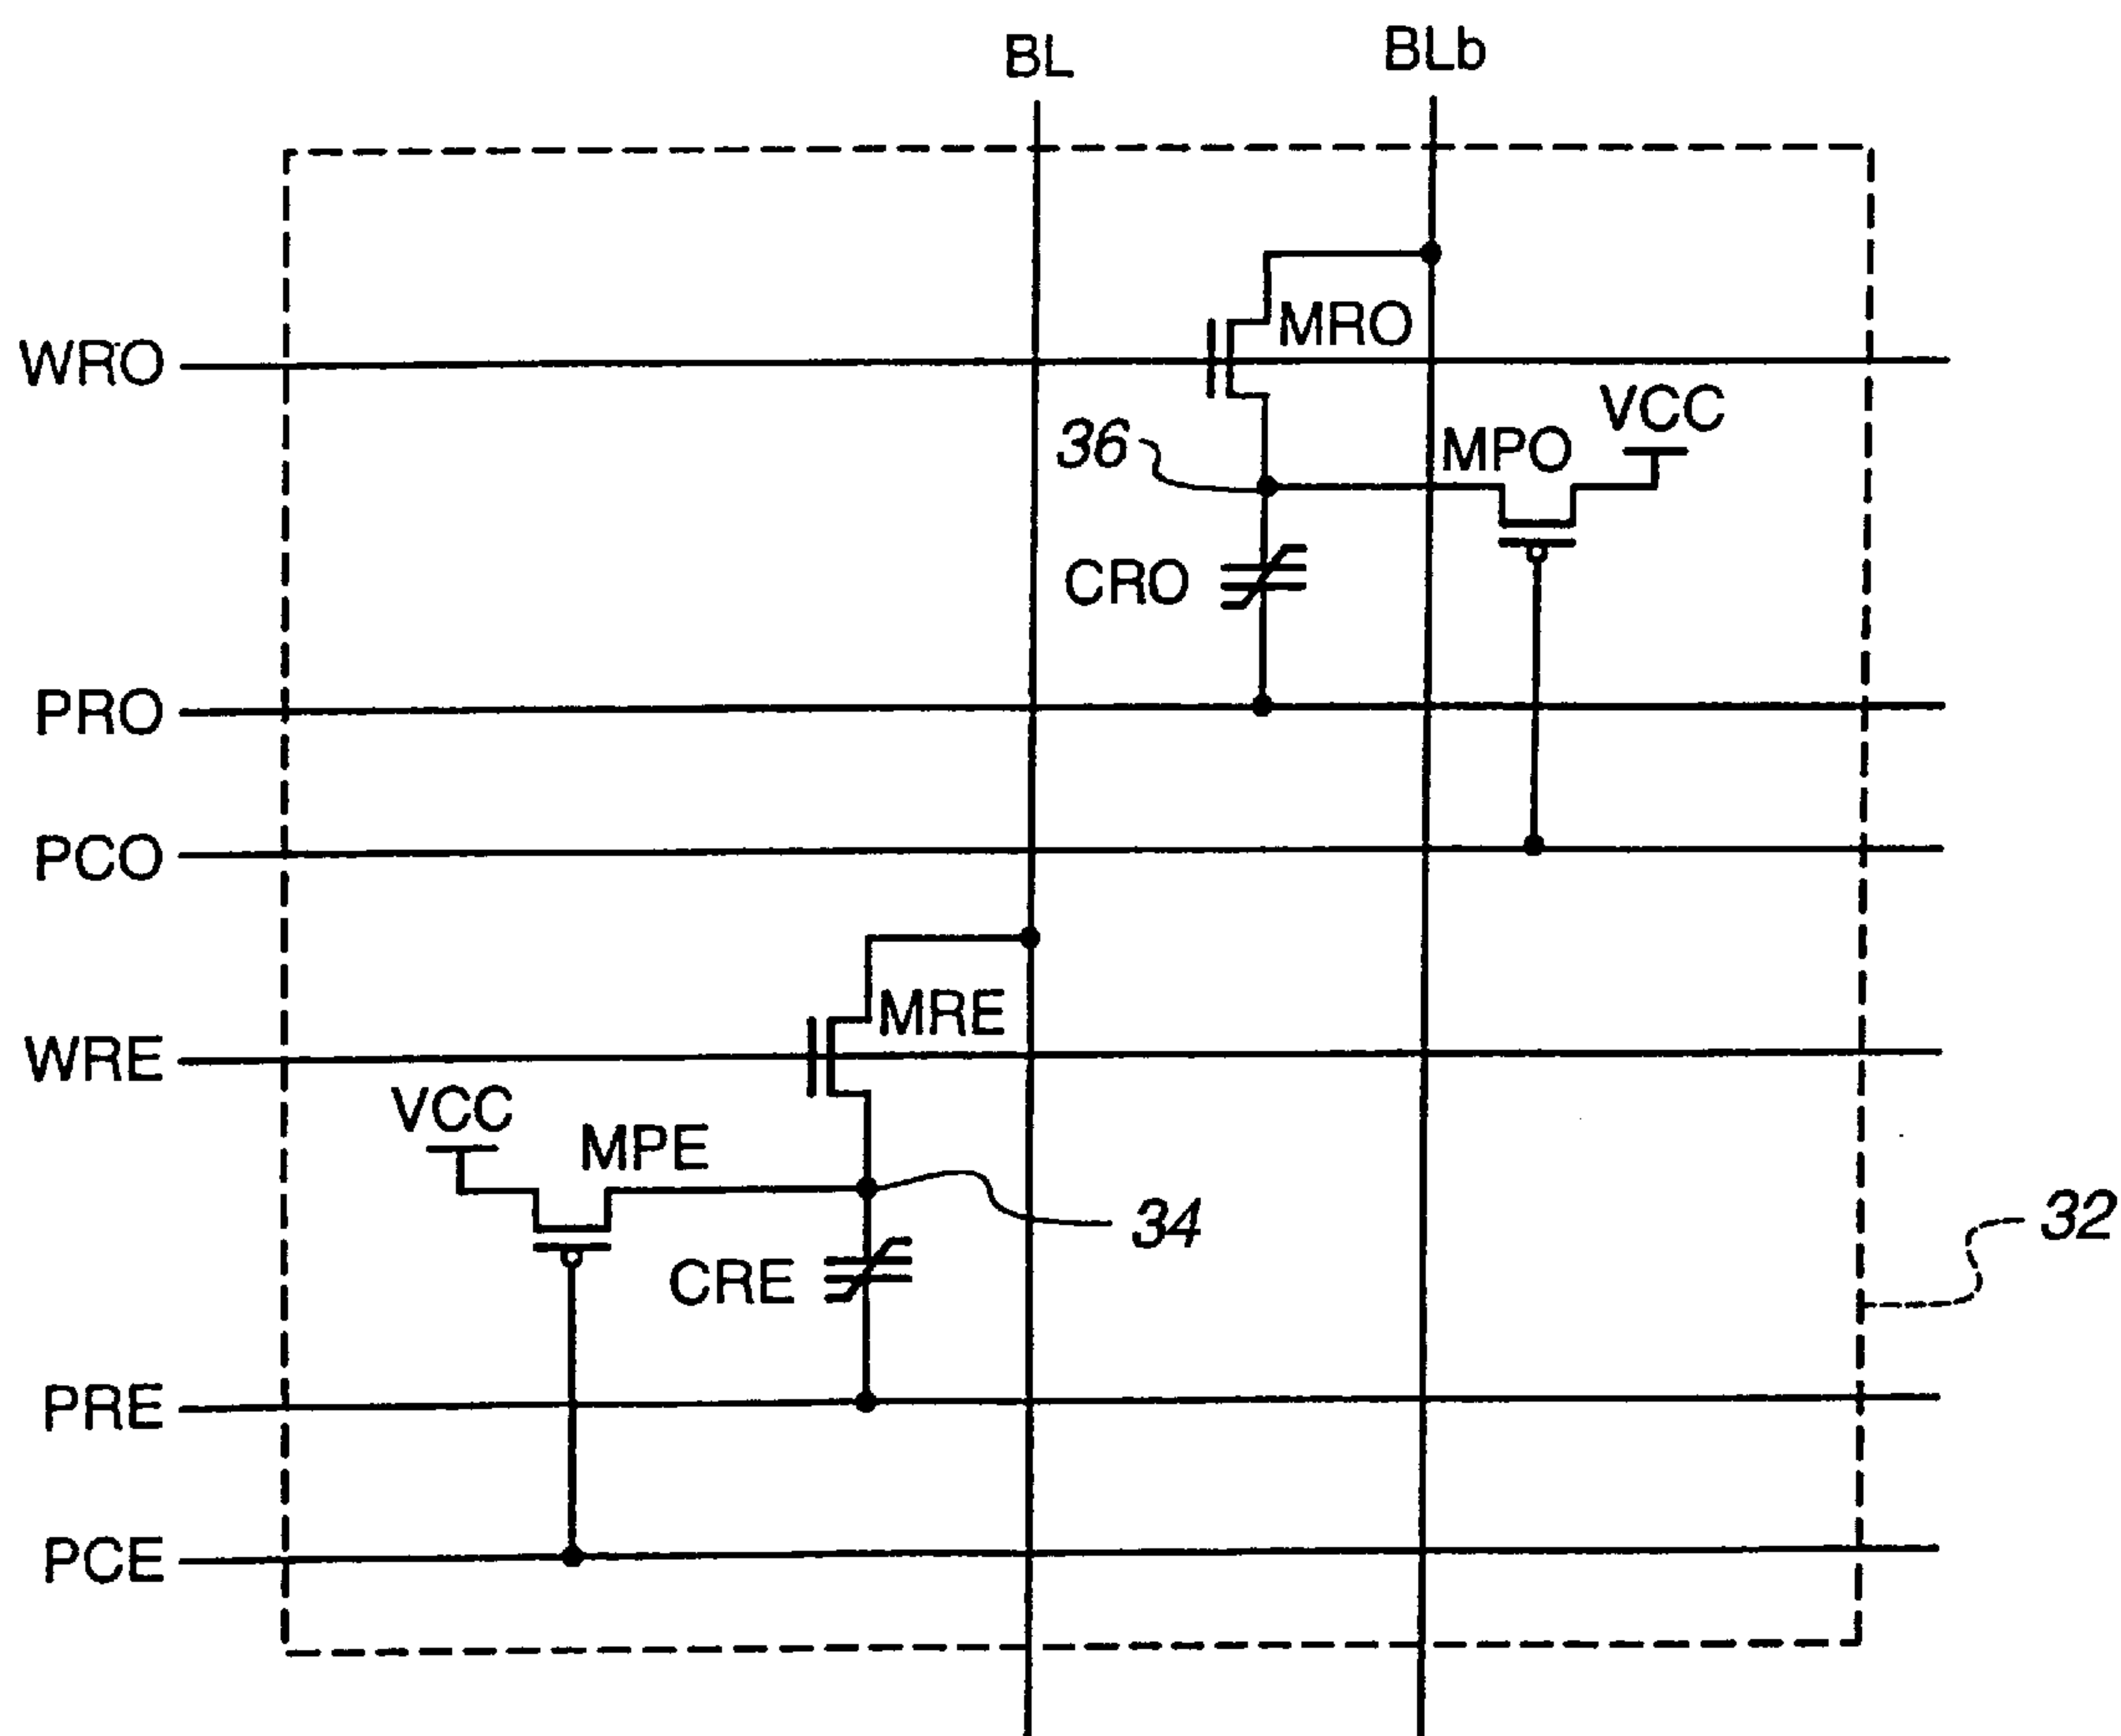 BL
BLb
WRO
MRO
VCC
MPO
36
CRO
PRO
PCO
MRE
WRE
VCC
MPE
34
32
CRE
PRE
PCE